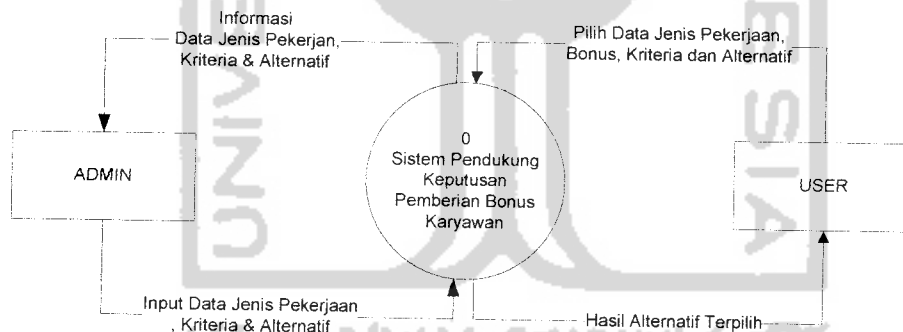 Informasi
Data Jenis Pekerjan,
Kriteria & Alternatif
Pilih Data Jenis Pekerjaan,
Bonus, Kriteria dan Alternatif
ADMIN
0
Sistem Pendukung
Keputusan
Pemberian Bonus
Karyawan
USER
Input Data Jenis Pekerjaan
, Kriteria & Alternatif
Hasil Alternatif Terpilih